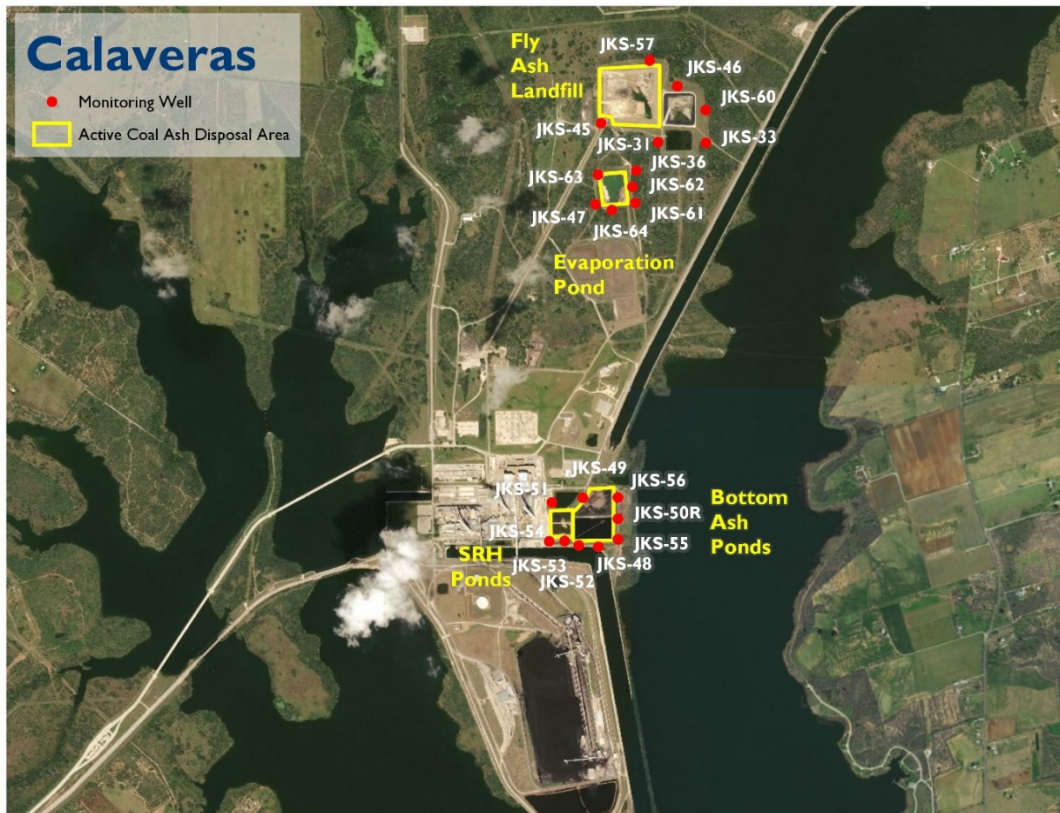 Calaveras
Monitoring Well
Active Coal Ash Disposal Area
Fly
Ash
Landfill
JKS-57
JKS-46
JKS-60
JKS-45
JKS-31
JKS-33
JKS-36
JKS-63
JKS-62
JKS-47
JKS-61
JKS-64
Evaporation
Pond
JKS-49
JKS-51
JKS-56
JKS-50R
Bottom
Ash
Ponds
JKS-54
JKS-55
SRH
Ponds
JKS-53
JKS-48
JKS-52